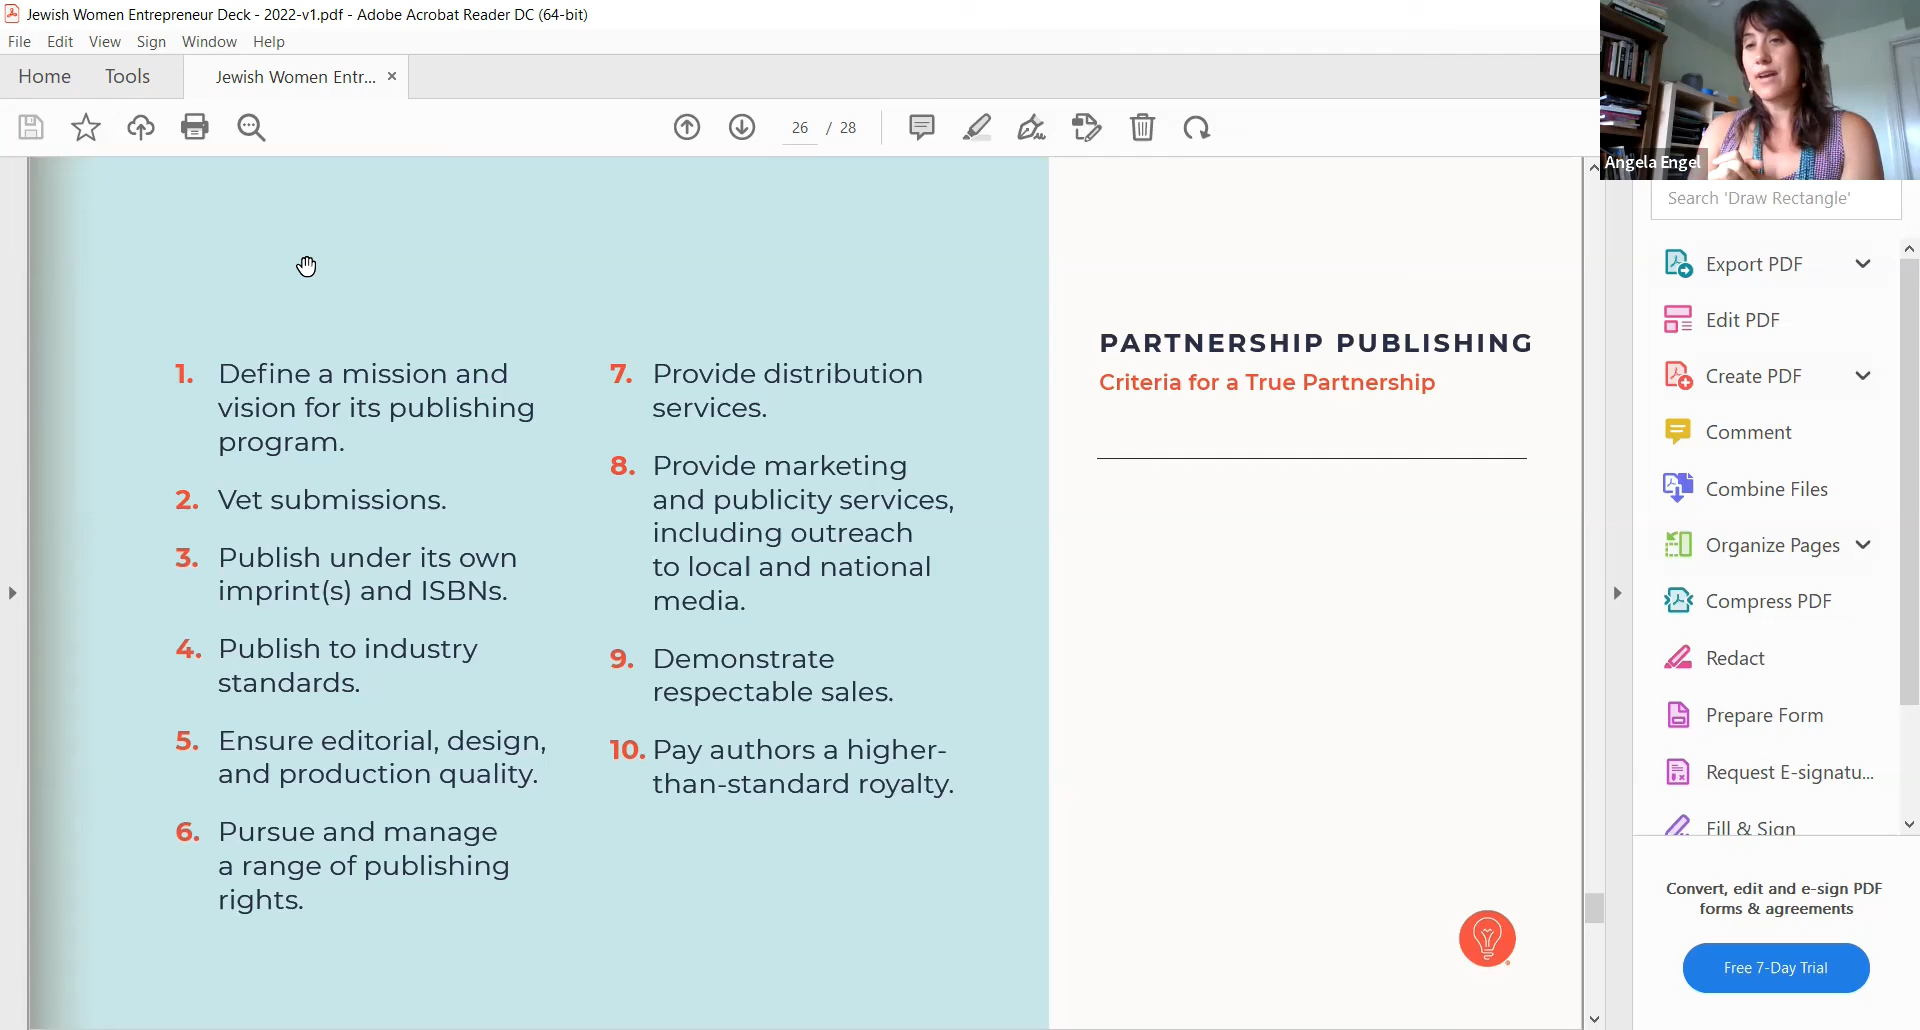 Jewish Women Entrepreneur Deck - 2022-v1.pdf - Adobe Acrobat Reader DC (64-bit)
File Edit View Sign Window Help
Home Tools Jewish Women Entr... ×
26 / 28
Angela Engel
Search 'Draw Rectangle'
Export PDF
Edit PDF
Create PDF
Comment
Combine Files
Organize Pages
Compress PDF
Redact
Prepare Form
Request E-signatu...
Fill & Sign
Convert, edit and e-sign PDF
forms & agreements
Free 7-Day Trial
1. Define a mission and
vision for its publishing
program.
2. Vet submissions.
3. Publish under its own
imprint(s) and ISBNs.
4. Publish to industry
standards.
5. Ensure editorial, design,
and production quality.
6. Pursue and manage
a range of publishing
rights.
7. Provide distribution
services.
8. Provide marketing
and publicity services,
including outreach
to local and national
media.
9. Demonstrate
respectable sales.
10. Pay authors a higher-
than-standard royalty.
PARTNERSHIP PUBLISHING
Criteria for a True Partnership